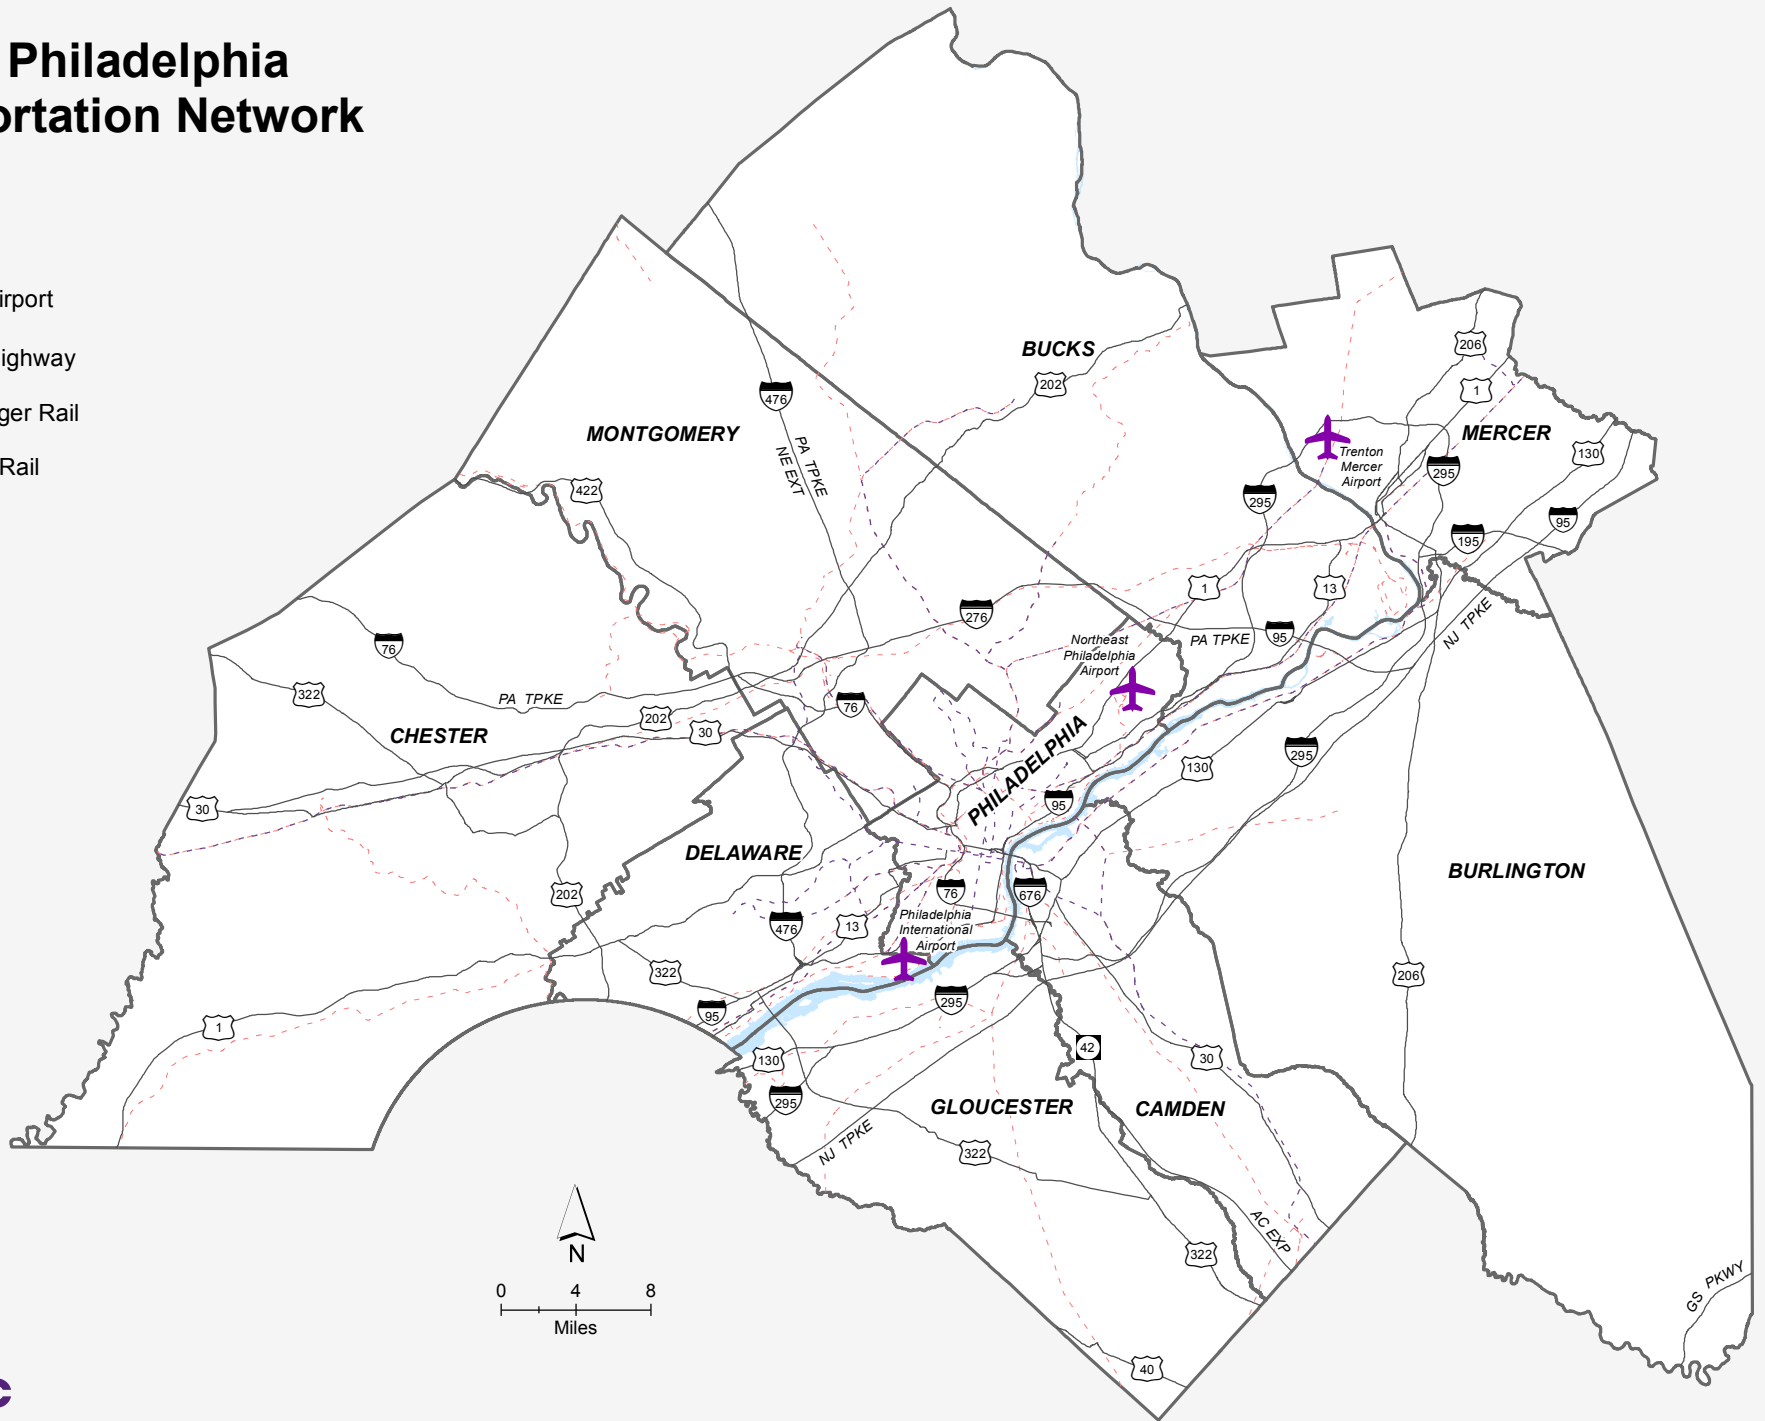 Philadelphia
ortation Network
irport
ighway
ger Rail
Rail
BUCKS
206
202
1
476
MONTGOMERY
MERCER
PA TPKE
NE EXT
Trenton
Mercer
Airport
130
295
422
295
95
195
1
13
276
NJ TPKE
95
PA TPKE
Northeast
Philadelphia
Airport
76
322
PA TPKE
76
202
30
CHESTER
PHILADELPHIA
295
130
30
95
DELAWARE
BURLINGTON
202
76
676
476
13
Philadelphia
International
Airport
322
206
295
95
1
42
130
30
295
GLOUCESTER
CAMDEN
NJ TPKE
322
AC EXP
322
N
0 4 8
Miles
GS PKWY
40
c